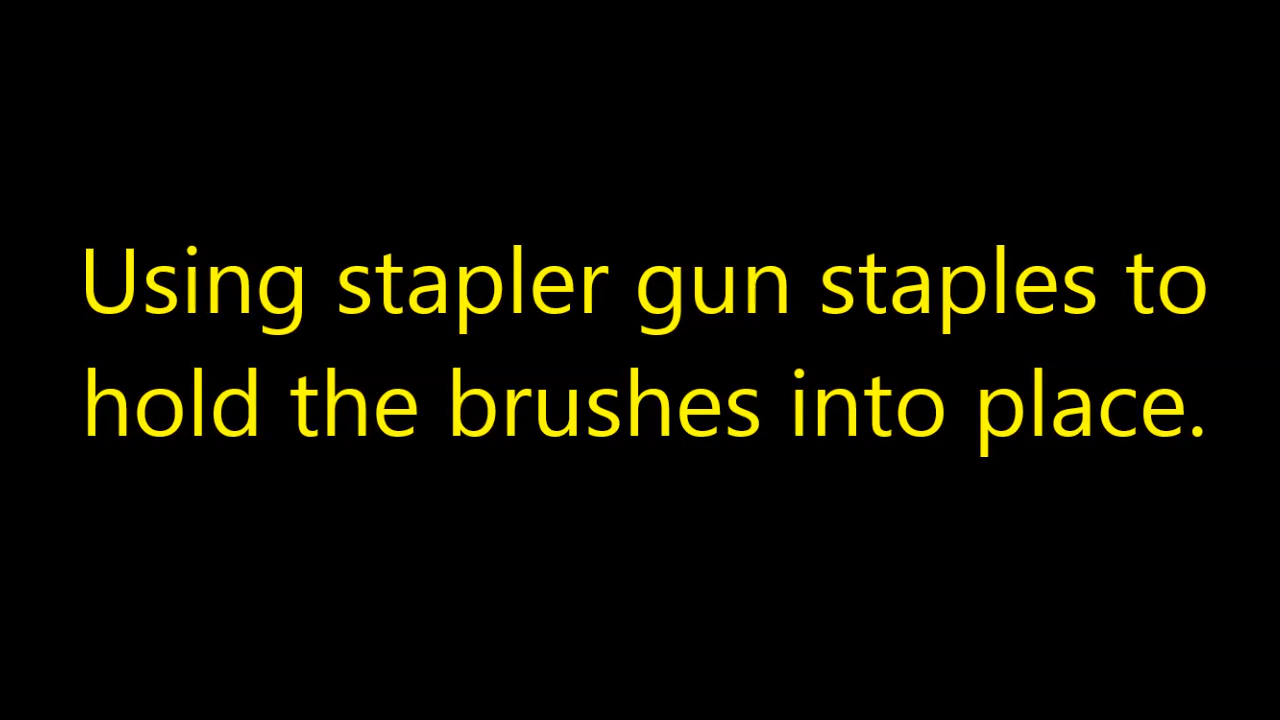 Using stapler gun staples to
hold the brushes into place.